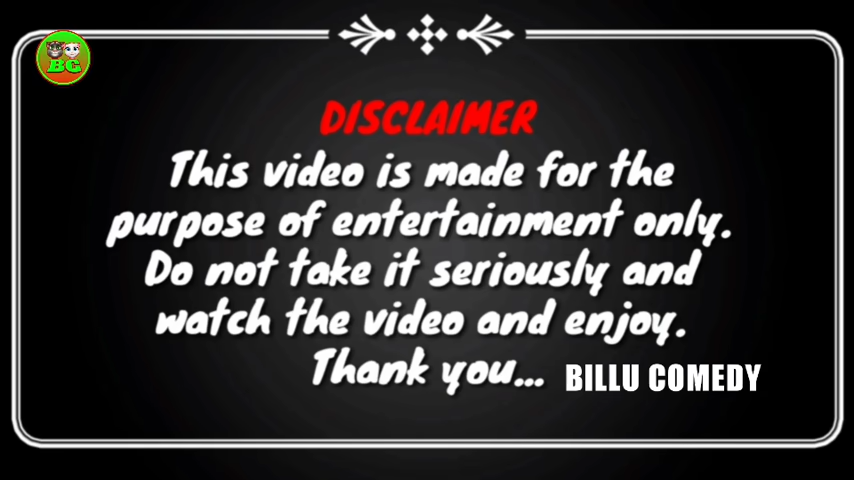 BG
DISCLAIMER
This video is made for the
purpose of entertainment only.
Do not take it seriously and
watch the video and enjoy.
Thank you... BILLU COMEDY